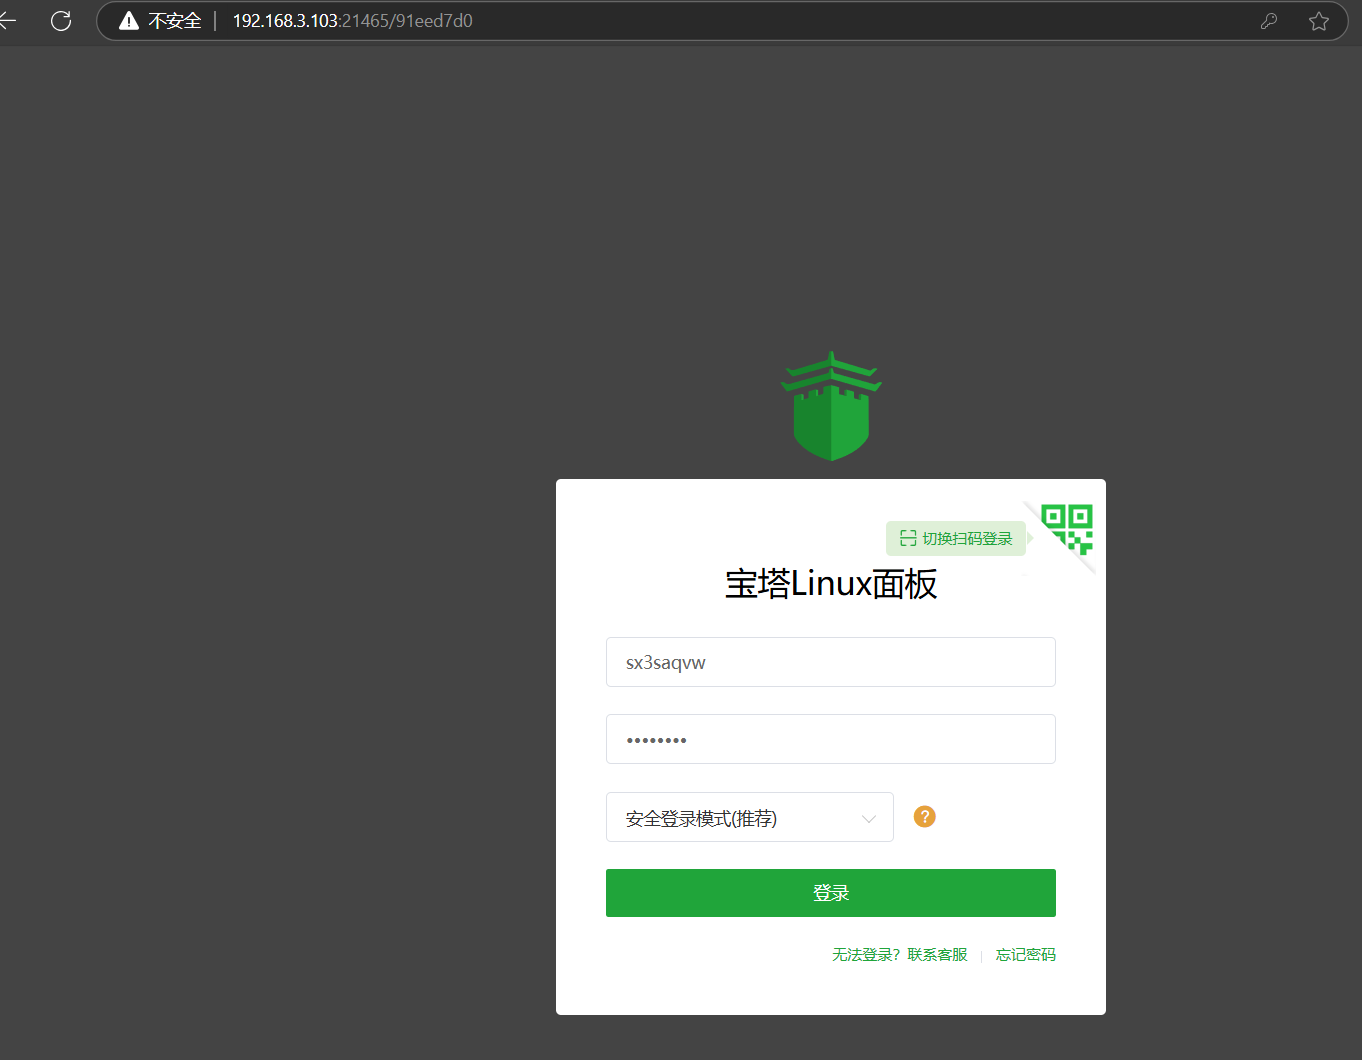 不安全 192.168.3.103:21465/91eed7d0
切换扫码登录
宝塔Linux面板
sx3saqvw
••••••••
安全登录模式(推荐) ?
登录
无法登录?联系客服 忘记密码